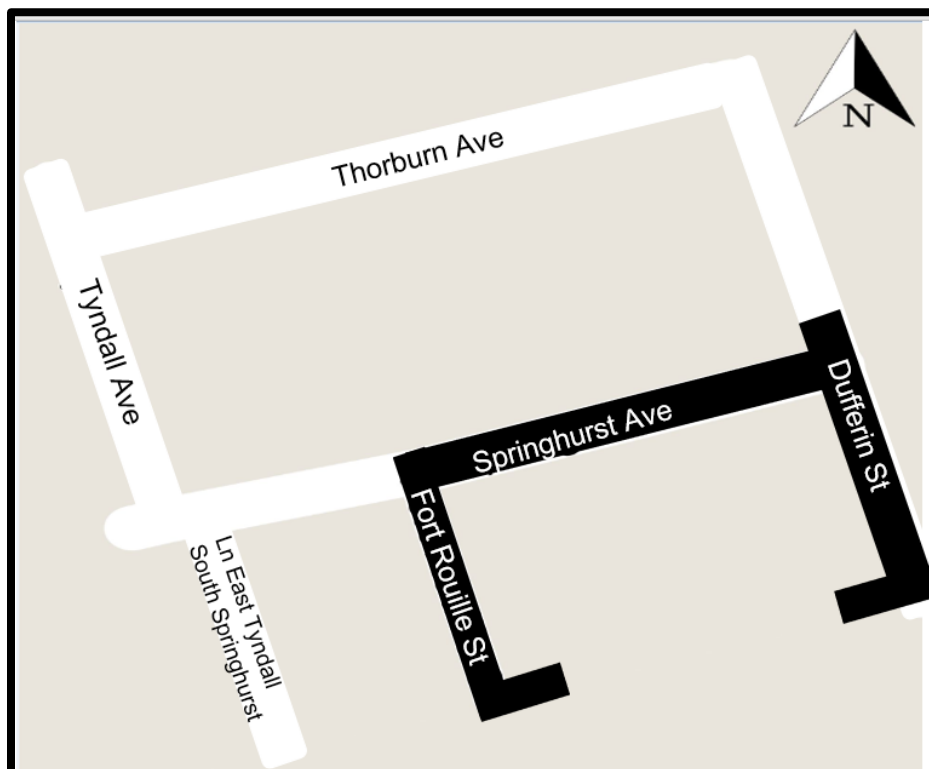 N
Thorburn Ave
Tyndall Ave
Dufferin St
Springhurst Ave
Fort Rouille St
Ln East Tyndall
South Springhurst